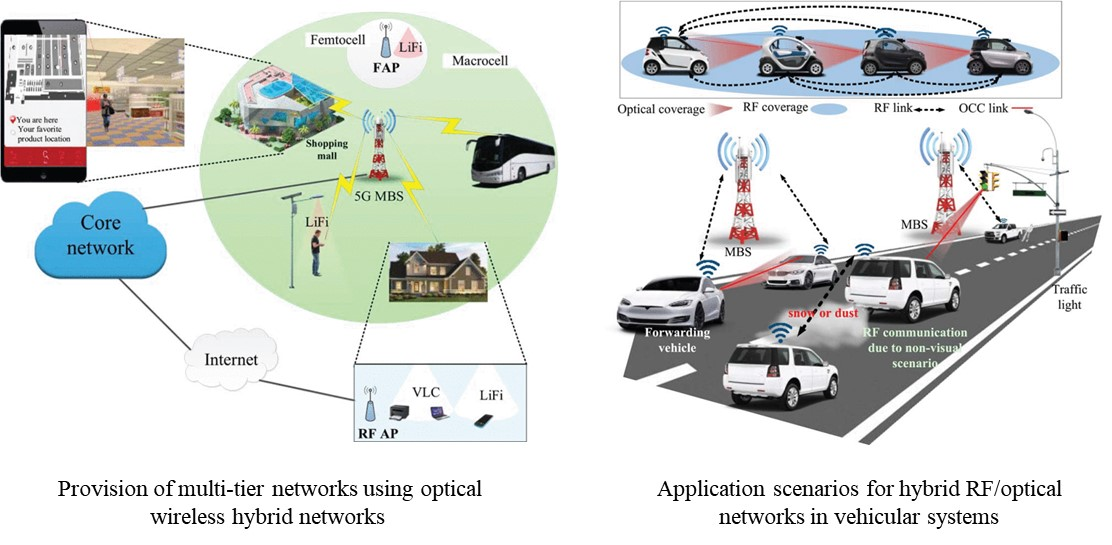 You are here
Your favorite
product location
Femtocell
LiFi
FAP
Macrocell
Shopping
mall
5G MBS
LiFi
Core
network
Internet
VLC
LiFi
RF AP
Provision of multi-tier networks using optical
wireless hybrid networks
Optical coverage
RF coverage
RF link
OCC link
MBS
MBS
Traffic
light
snow or dust
Forwarding
vehicle
RF communication
due to non-visual
scenario
Application scenarios for hybrid RF/optical
networks in vehicular systems